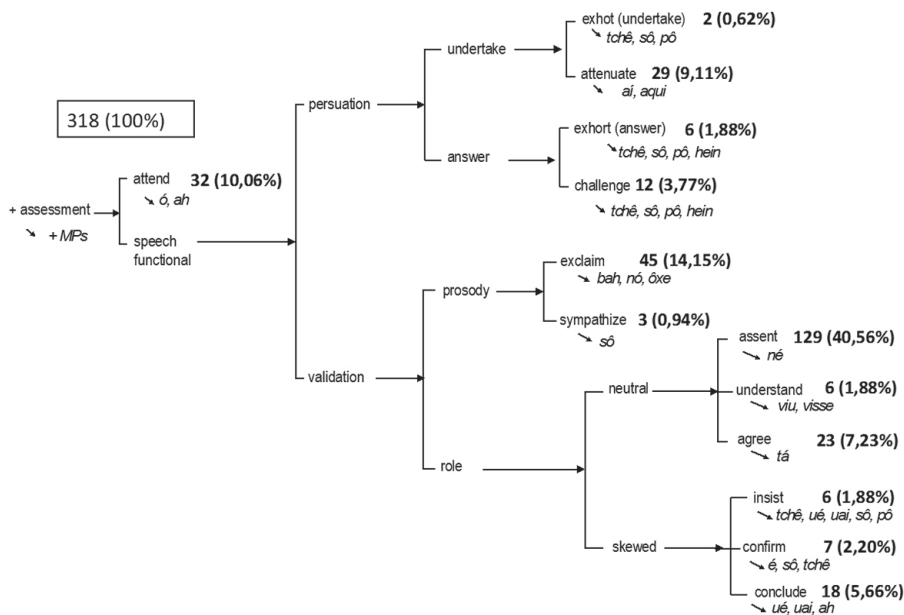 318 (100%)
+ assessment
+ MPs
attend 32 (10,06%)
ó, ah
speech
functional
persuation
undertake
exhot (undertake) 2 (0,62%)
tchê, sô, pô
attenuate 29 (9,11%)
aí, aqui
answer
exhort (answer) 6 (1,88%)
tchê, sô, pô, hein
challenge 12 (3,77%)
tchê, sô, pô, hein
validation
prosody
exclaim 45 (14,15%)
bah, nó, ôxe
sympathize 3 (0,94%)
sô
role
neutral
assent 129 (40,56%)
né
understand 6 (1,88%)
viu, visse
agree 23 (7,23%)
tá
skewed
insist 6 (1,88%)
tchê, ué, uai, sô, pô
confirm 7 (2,20%)
é, sô, tchê
conclude 18 (5,66%)
ué, uai, ah